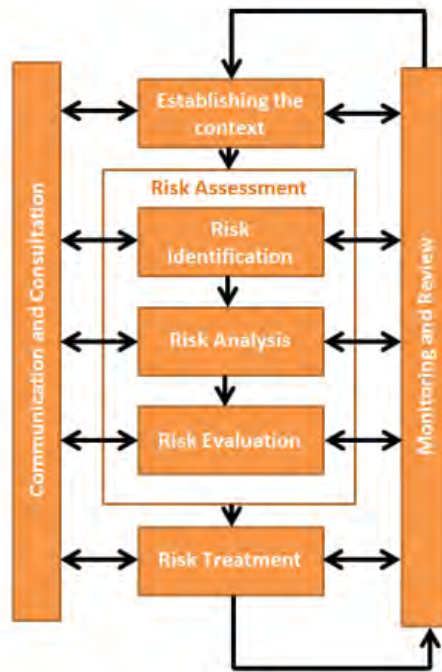 Establishing the
context
Risk Assessment
Risk
Identification
Risk Analysis
Risk Evaluation
Risk Treatment
Communication and Consultation
Monitoring and Review